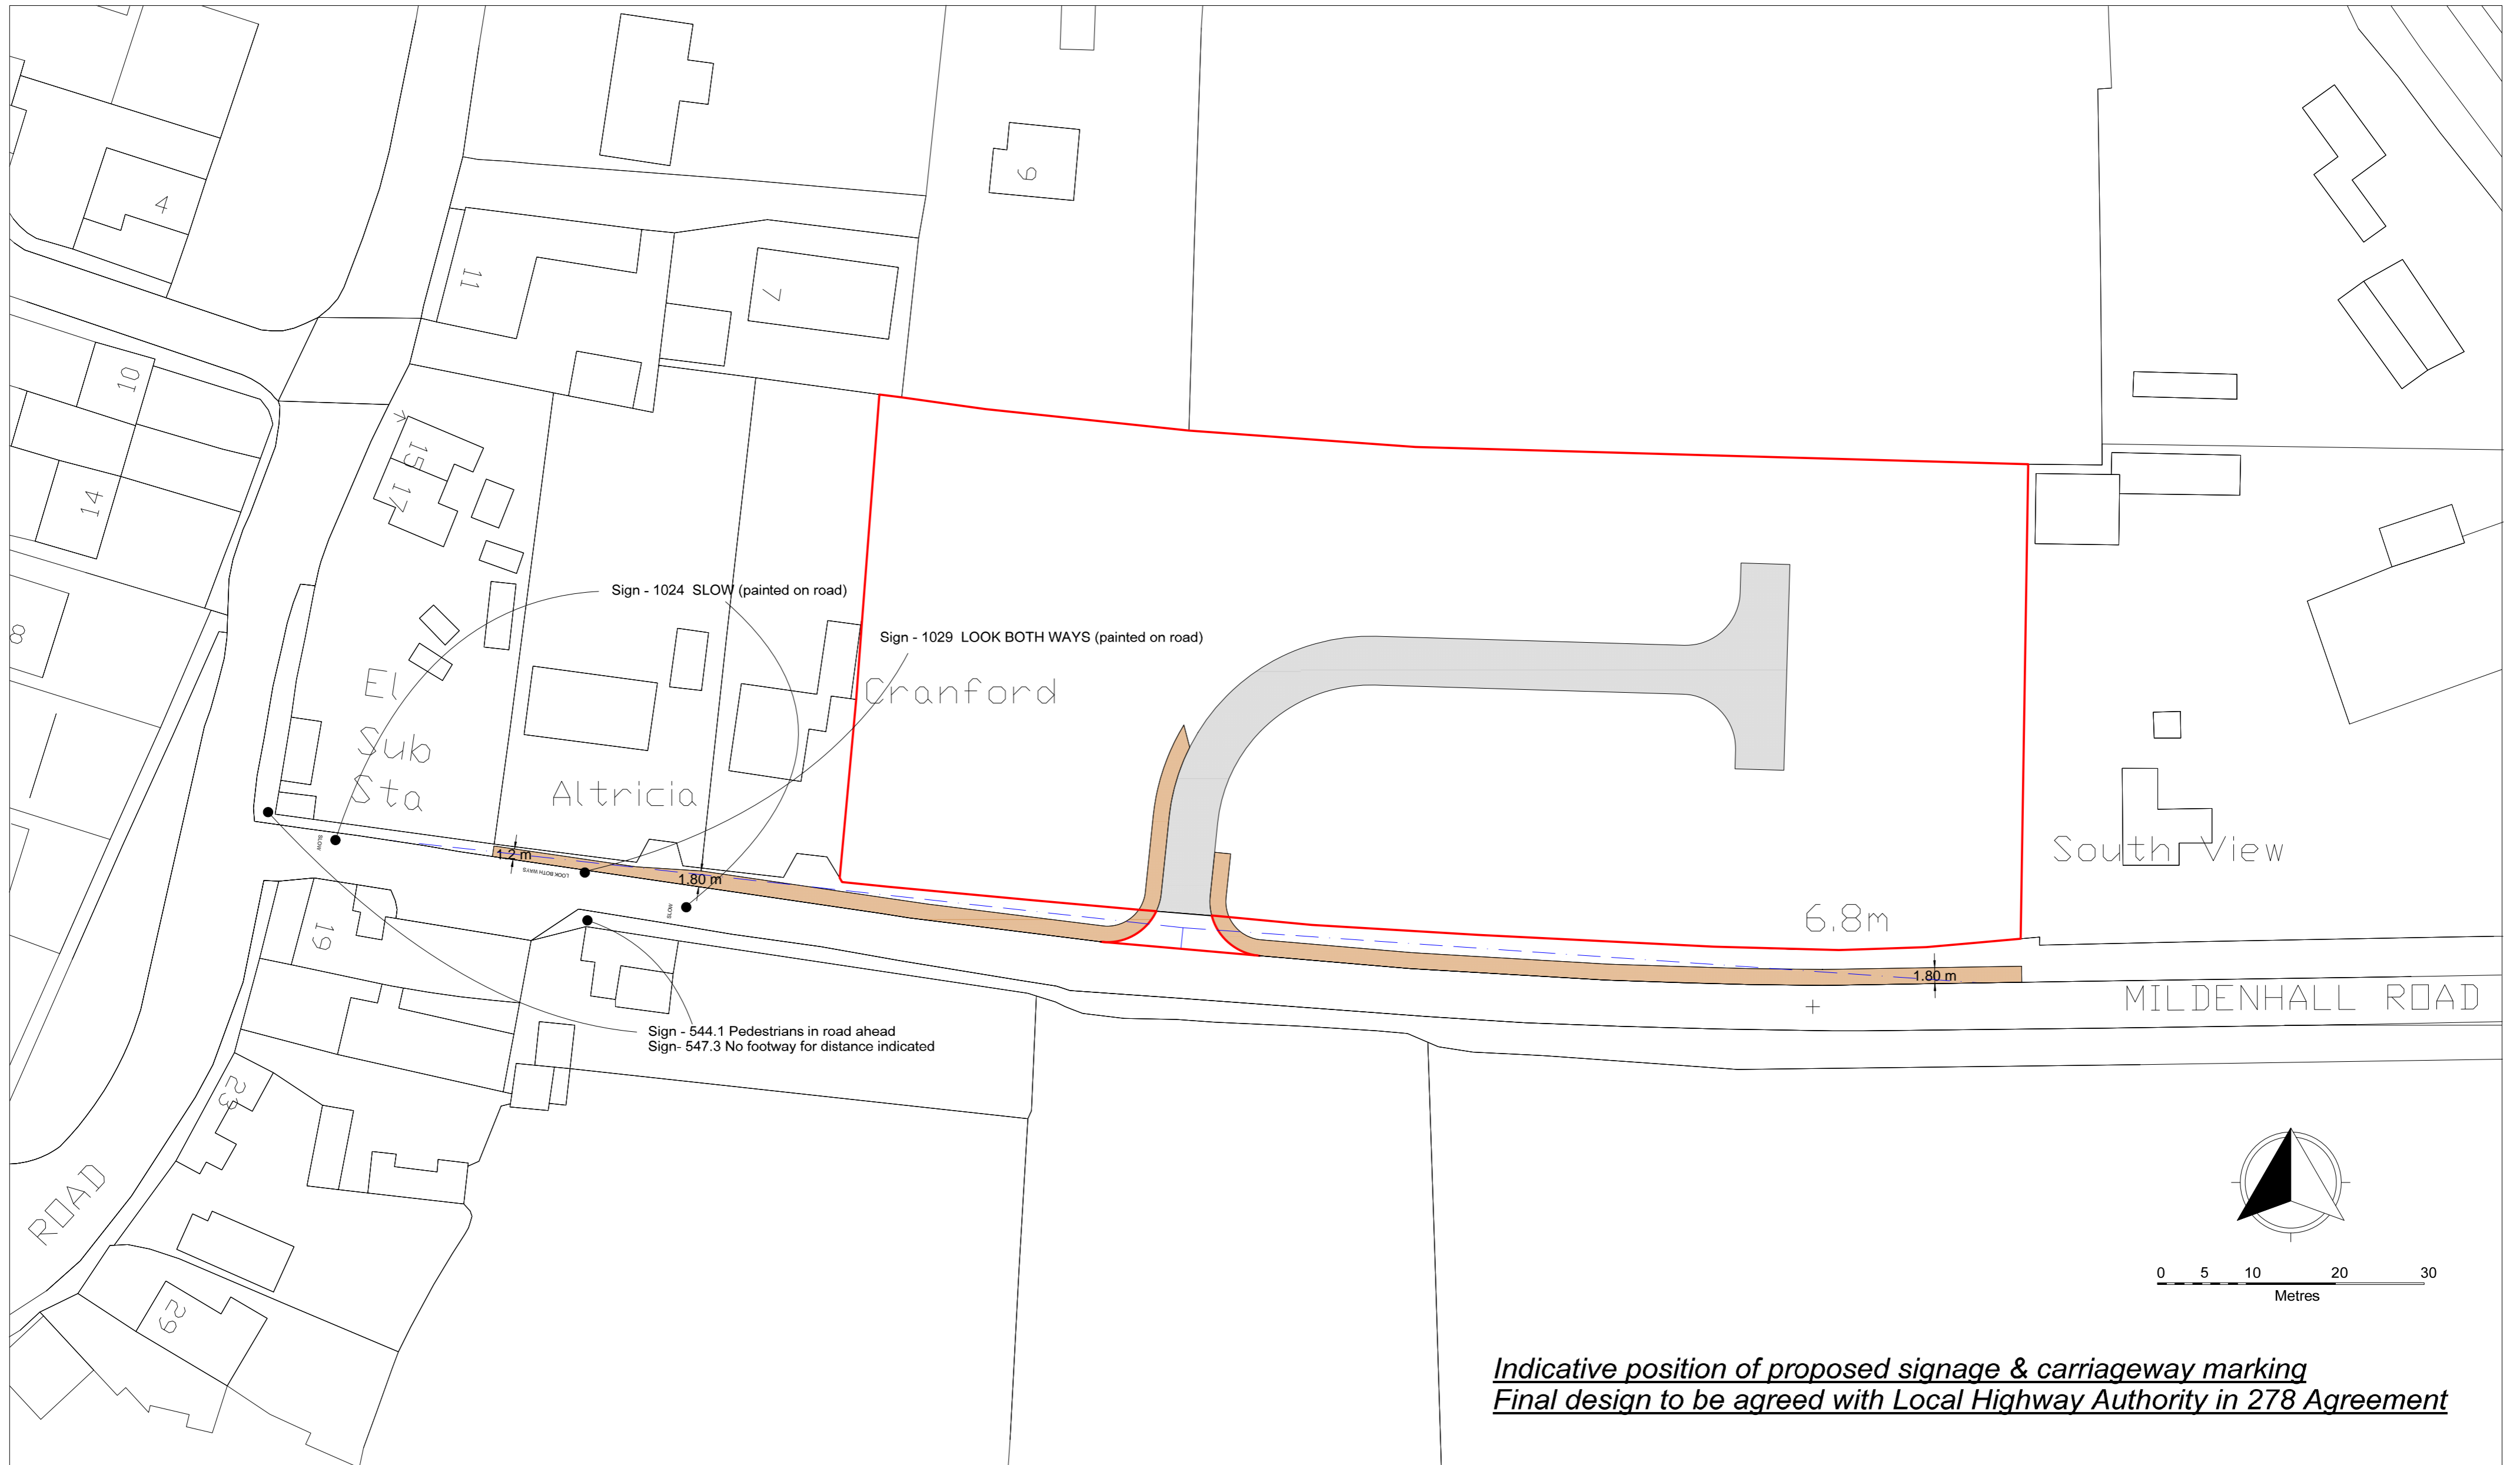 4
6
11
7
10
15
17
14
8
Sign - 1024  SLOW (painted on road)
Sign - 1029  LOOK BOTH WAYS (painted on road)
El
Sub
Sta
Cranford
Altricia
SLOW
1.2 m
LOOK BOTH WAYS
1.80 m
SLOW
South View
6.8m
1.80 m
MILDENHALL ROAD
19
Sign - 544.1 Pedestrians in road ahead
Sign- 547.3 No footway for distance indicated
23
ROAD
29
0 5 10 20 30
Metres
Indicative position of proposed signage & carriageway marking
Final design to be agreed with Local Highway Authority in 278 Agreement